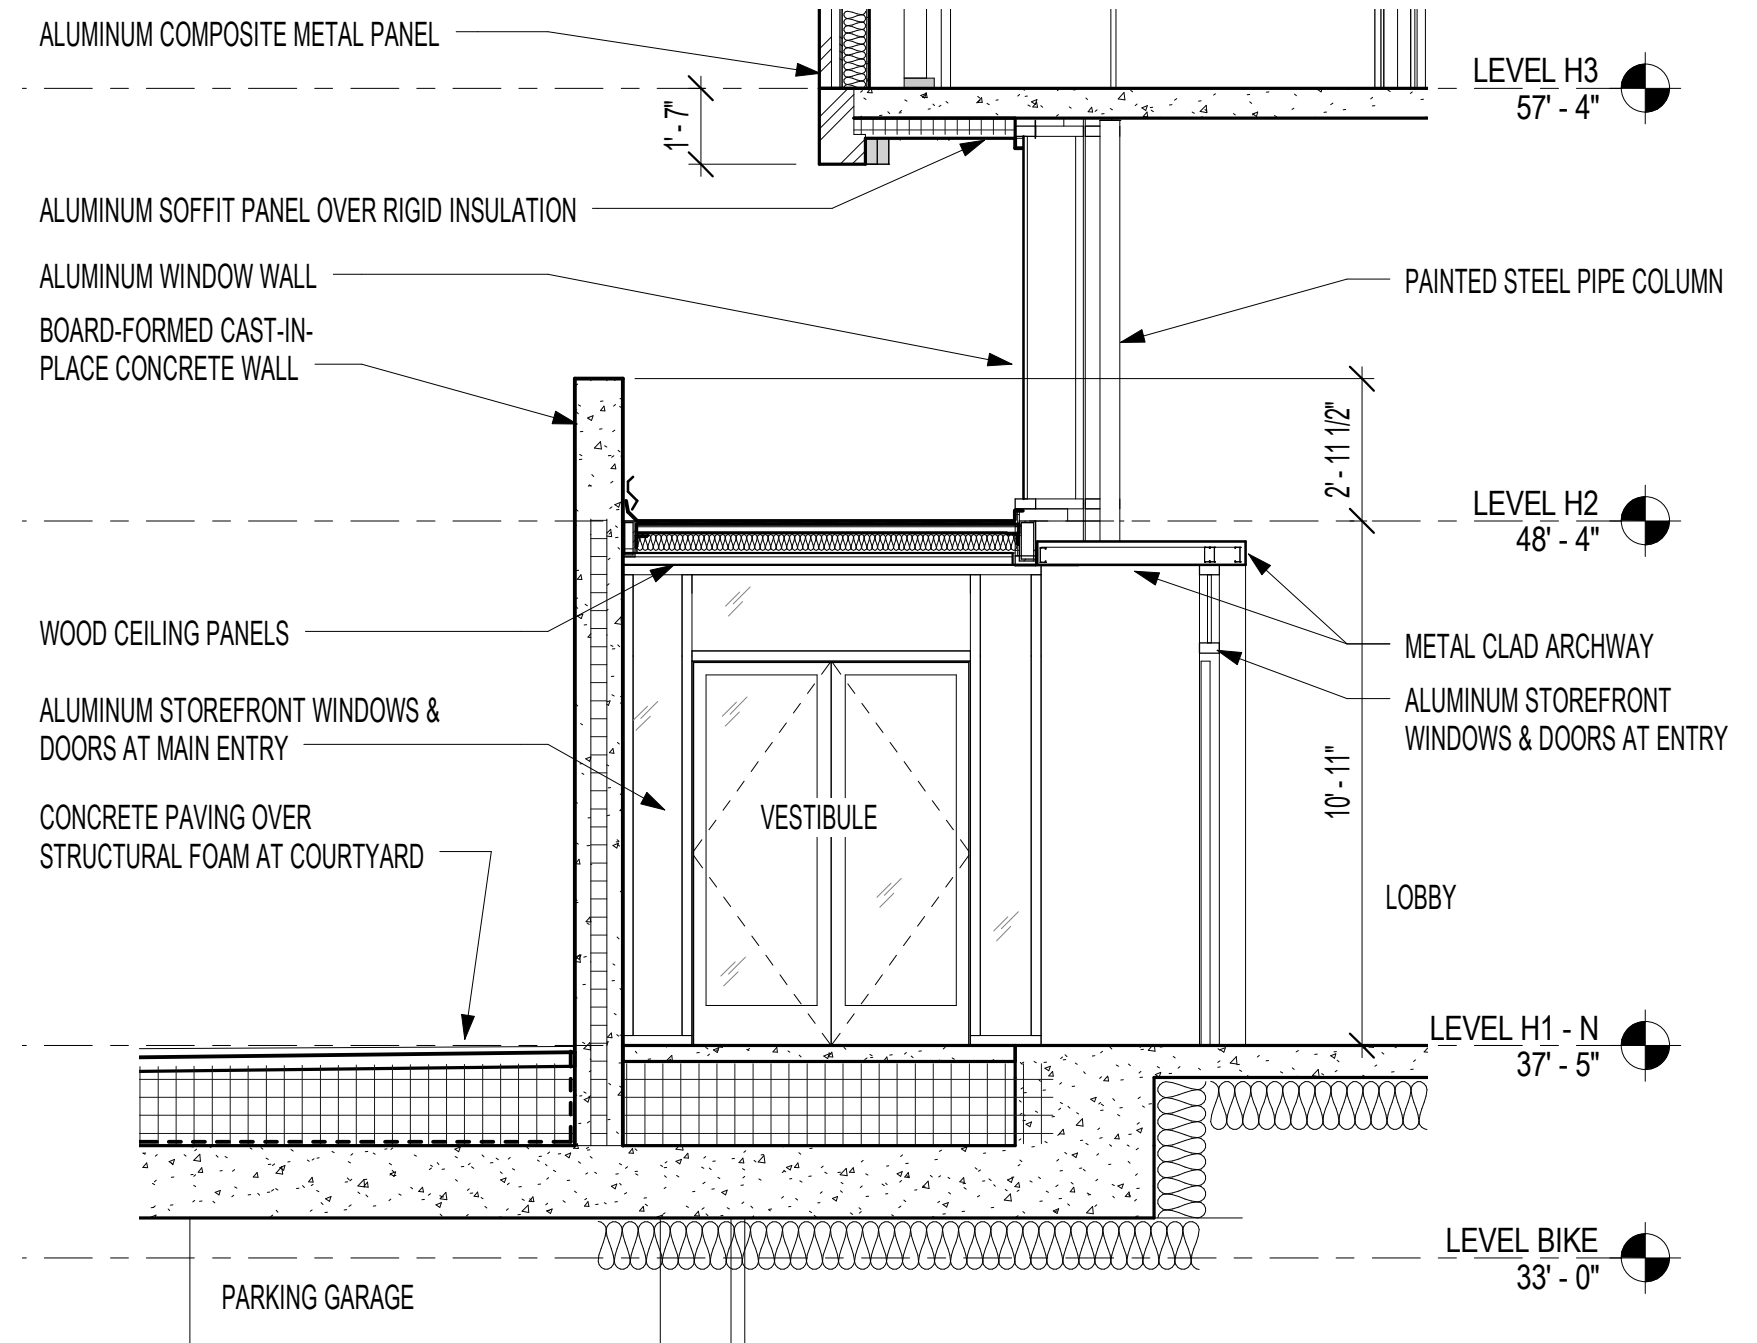 ALUMINUM COMPOSITE METAL PANEL
LEVEL H3
57' - 4"
1' - 7"
ALUMINUM SOFFIT PANEL OVER RIGID INSULATION
ALUMINUM WINDOW WALL
PAINTED STEEL PIPE COLUMN
BOARD-FORMED CAST-IN-
PLACE CONCRETE WALL
2' - 11 1/2"
LEVEL H2
48' - 4"
WOOD CEILING PANELS
METAL CLAD ARCHWAY
ALUMINUM STOREFRONT
WINDOWS & DOORS AT ENTRY
ALUMINUM STOREFRONT WINDOWS &
DOORS AT MAIN ENTRY
10' - 11"
VESTIBULE
CONCRETE PAVING OVER
STRUCTURAL FOAM AT COURTYARD
LOBBY
LEVEL H1 - N
37' - 5"
LEVEL BIKE
33' - 0"
PARKING GARAGE